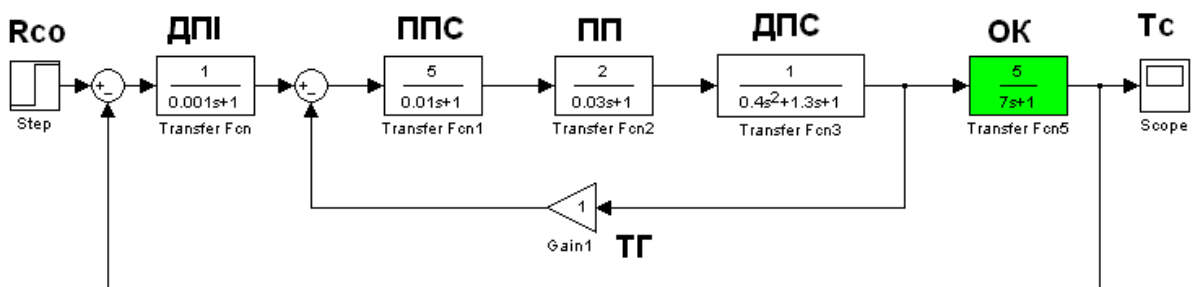 Rco
ДПІ
ППС
ПП
ДПС
ОК
Tc
Step
1
0.001s+1
Transfer Fcn
5
0.01s+1
Transfer Fcn1
2
0.03s+1
Transfer Fcn2
1
0.4s²+1.3s+1
Transfer Fcn3
5
7s+1
Transfer Fcn5
Scope
1
Gain1
ТГ